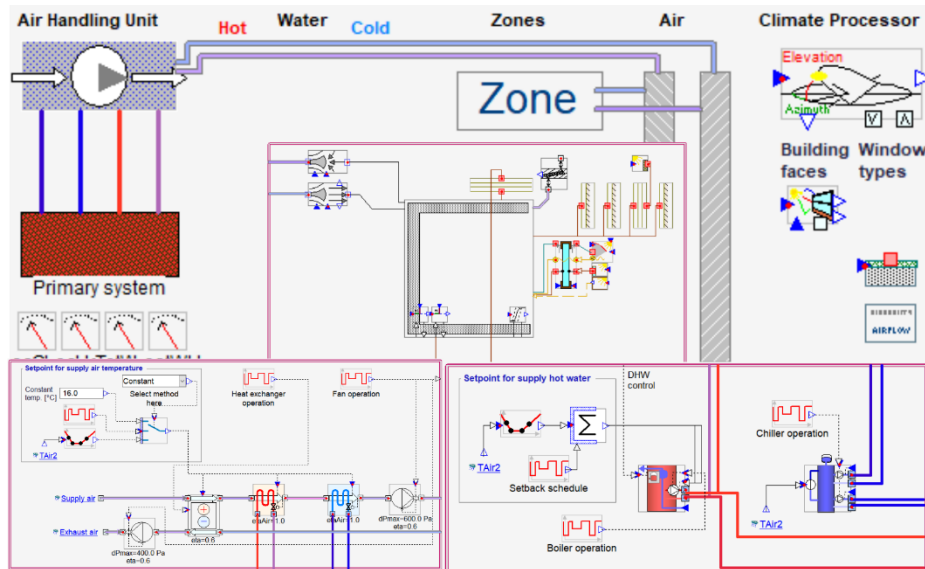 Air Handling Unit
Water
Zones
Air
Climate Processor
Hot
Cold
Zone
Elevation
Azimuth
V
Λ
Building
faces
Window
types
AIRFLOW
Primary system
Setpoint for supply air temperature
Constant
Constant
temp. [°C]
16.0
Select method
here
TAir2
Heat exchanger
operation
Fan operation
Supply air
Exhaust air
eta=0.6
etaAir=1.0
etaAir=1.0
dPmax=600.0 Pa
eta=0.6
dPmax=400.0 Pa
eta=0.6
Setpoint for supply hot water
Σ
TAir2
Setback schedule
DHW
control
Boiler operation
Chiller operation
TAir2